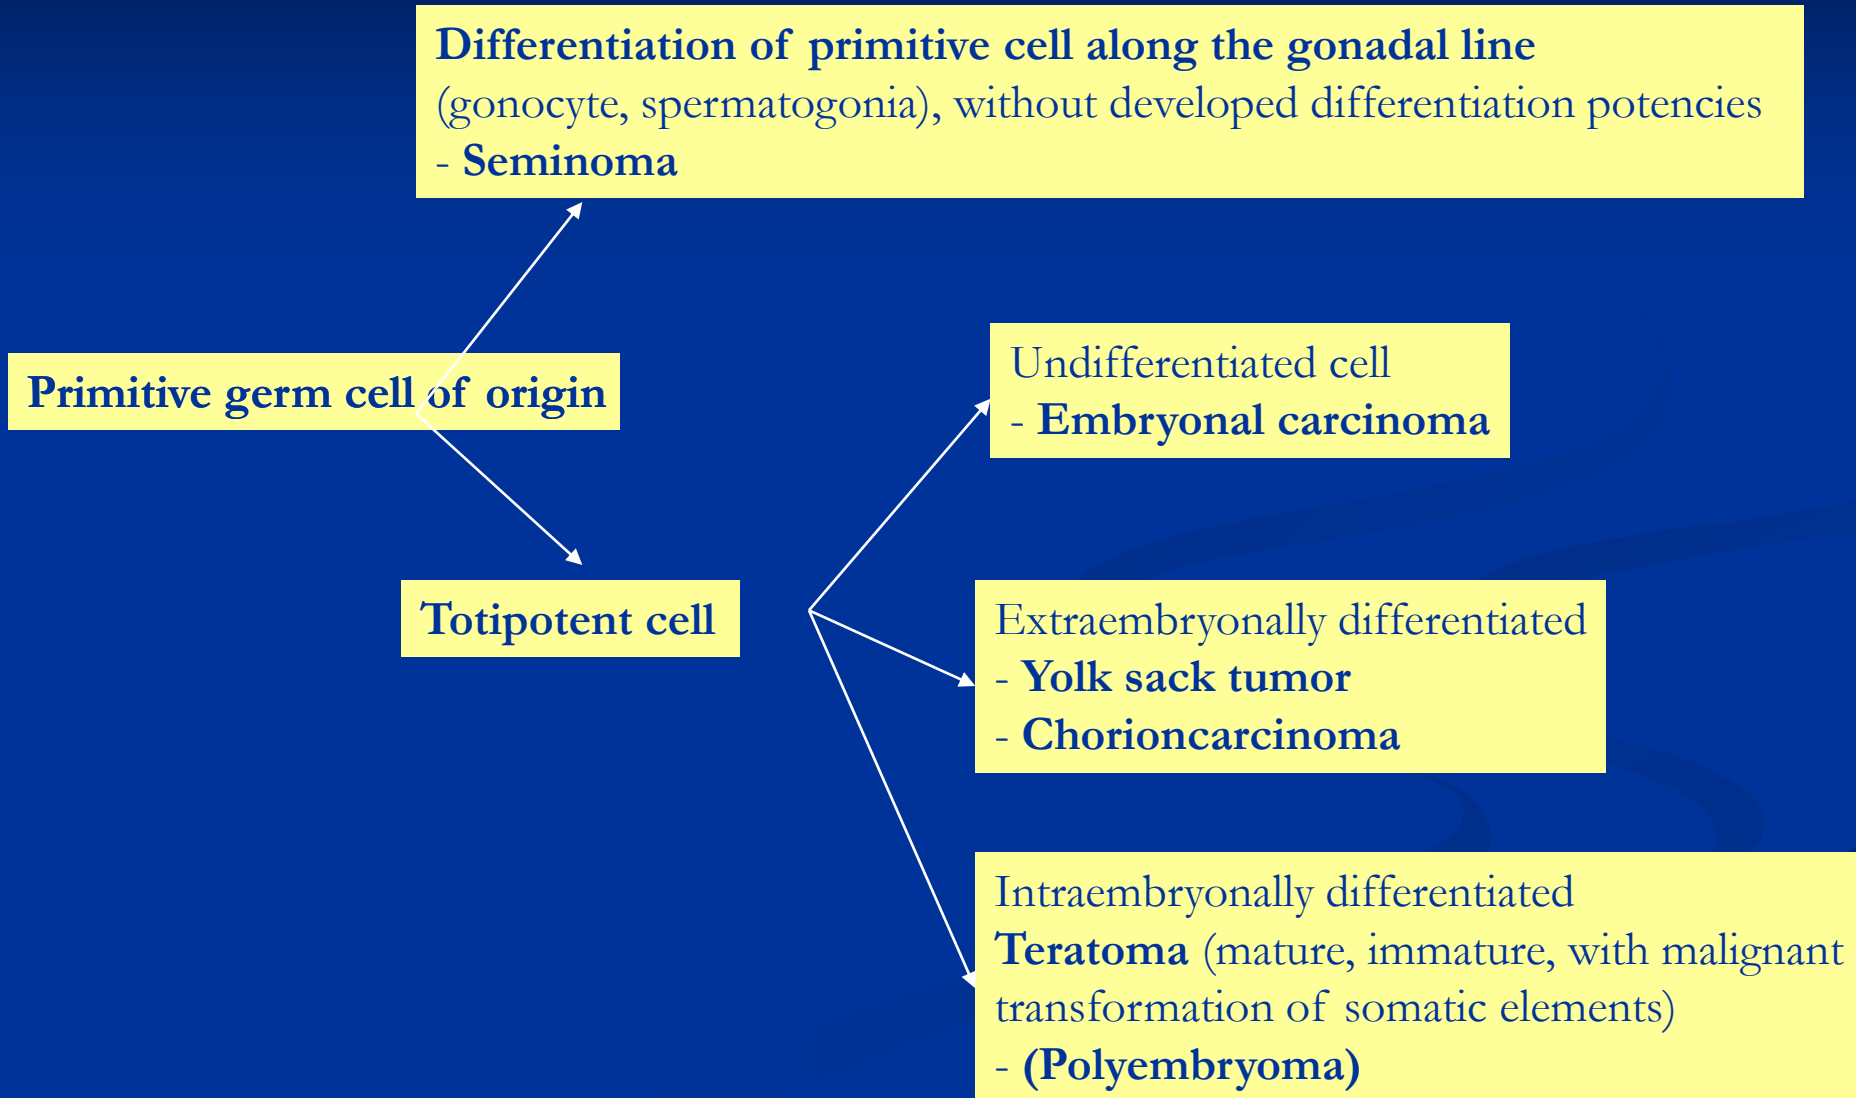 Differentiation of primitive cell along the gonadal line
(gonocyte, spermatogonia), without developed differentiation potencies
- Seminoma
Primitive germ cell of origin
Undifferentiated cell
- Embryonal carcinoma
Totipotent cell
Extraembryonally differentiated
- Yolk sack tumor
- Chorioncarcinoma
Intraembryonally differentiated
Teratoma (mature, immature, with malignant
transformation of somatic elements)
- (Polyembryoma)